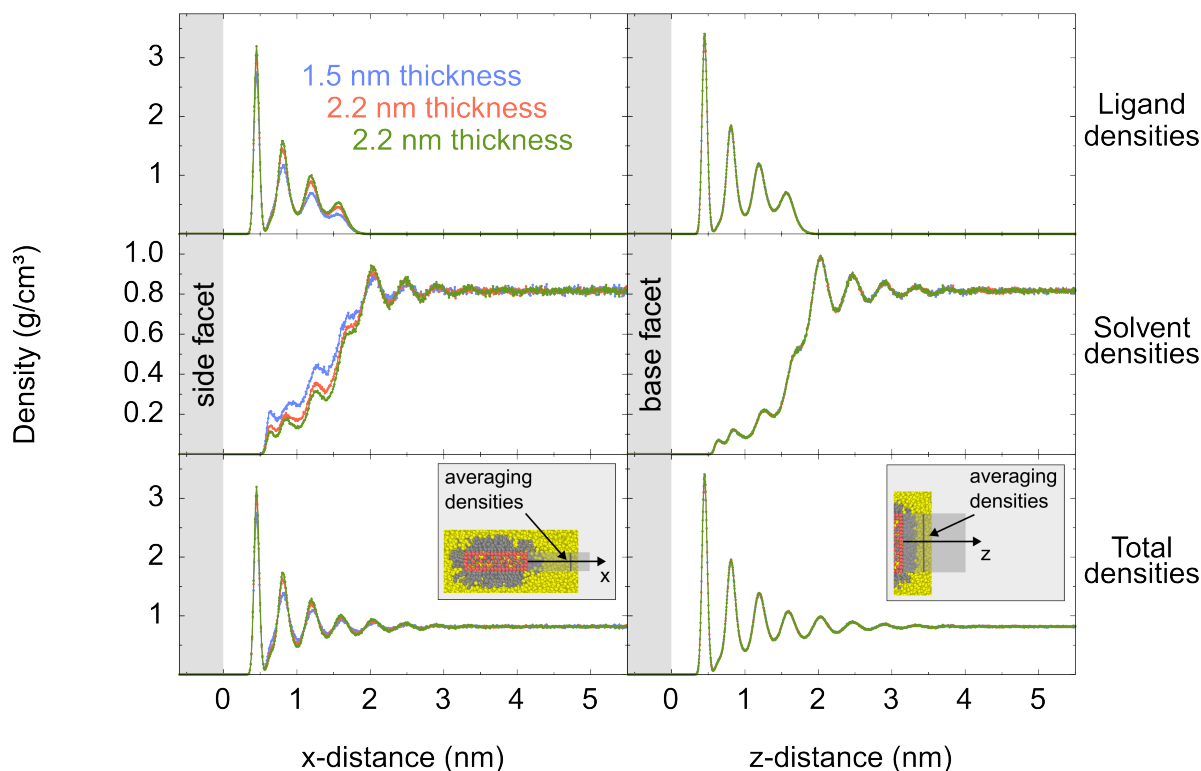 3
2
1
1.5 nm thickness
2.2 nm thickness
2.2 nm thickness
Ligand
densities
Density (g/cm³)
1.0
0.8
0.6
0.4
0.2
side facet
base facet
Solvent
densities
3
2
1
averaging
densities
x
averaging
densities
z
Total
densities
0 1 2 3 4 5
0 1 2 3 4 5
x-distance (nm)
z-distance (nm)